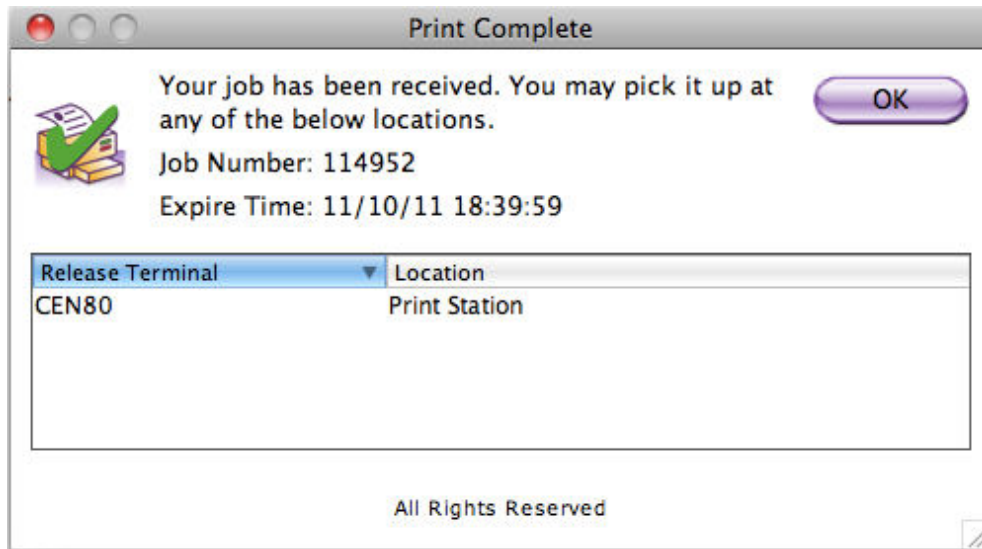 Print Complete
Your job has been received. You may pick it up at
any of the below locations.
OK
Job Number: 114952
Expire Time: 11/10/11 18:39:59
Release Terminal Location
CEN80 Print Station
All Rights Reserved